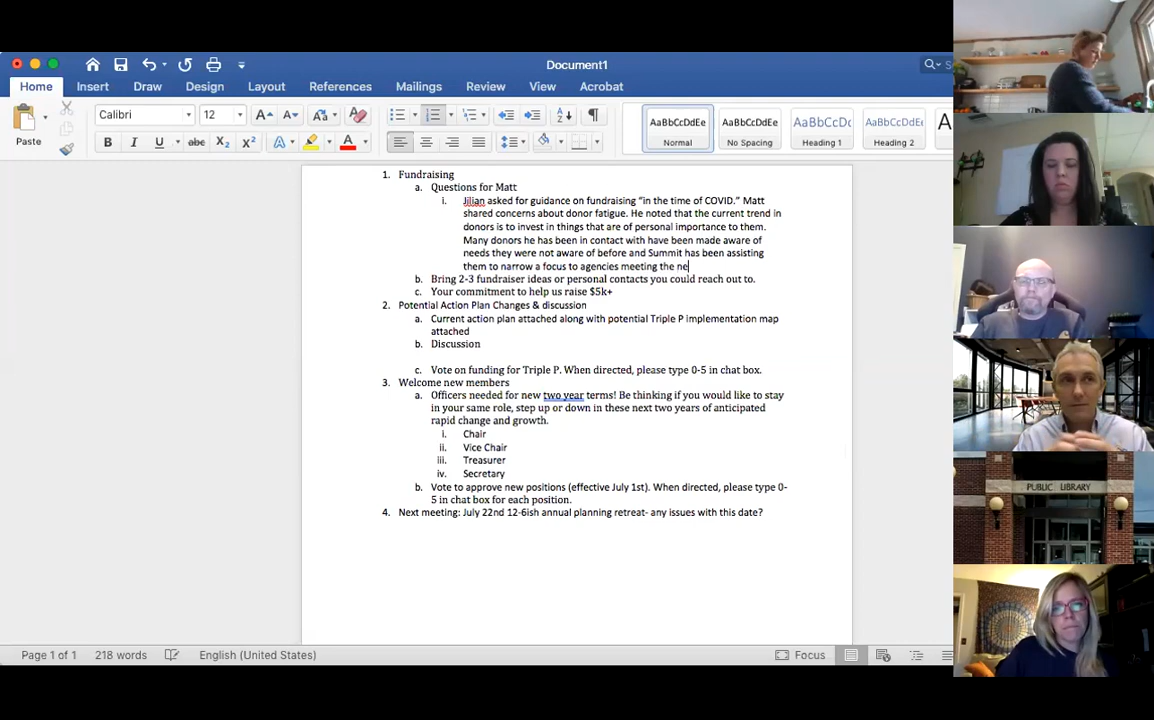 Document1
Home Insert Draw Design Layout References Mailings Review View
Calibri 12
Paste
AaBbCcDdEe AaBbCcDdEe AaBbCcDc AaBbCcDdEe
Normal No Spacing Heading 1 Heading 2
1. Fundraising
a. Questions for Matt
i. Jilian asked for guidance on fundraising “in the time of COVID.” Matt
shared concerns about donor fatigue. He noted that the current trend in
donors is to invest in things that are of personal importance to them.
Many donors he has been in contact with have been made aware of
needs they were not aware of before and Summit has been assisting
them to narrow a focus to agencies meeting the ne
b. Bring 2-3 fundraiser ideas or personal contacts you could reach out to.
c. Your commitment to help us raise $5k+
2. Potential Action Plan Changes & discussion
a. Current action plan attached along with potential Triple P implementation map
attached
b. Discussion
c. Vote on funding for Triple P. When directed, please type 0-5 in chat box.
3. Welcome new members
a. Officers needed for new two year terms! Be thinking if you would like to stay
in your same role, step up or down in these next two years of anticipated
rapid change and growth.
i. Chair
ii. Vice Chair
iii. Treasurer
iv. Secretary
b. Vote to approve new positions (effective July 1st). When directed, please type 0-
5 in chat box for each position.
4. Next meeting: July 22nd 12-6ish annual planning retreat- any issues with this date?
Page 1 of 1 218 words English (United States) Focus
PUBLIC LIBRARY